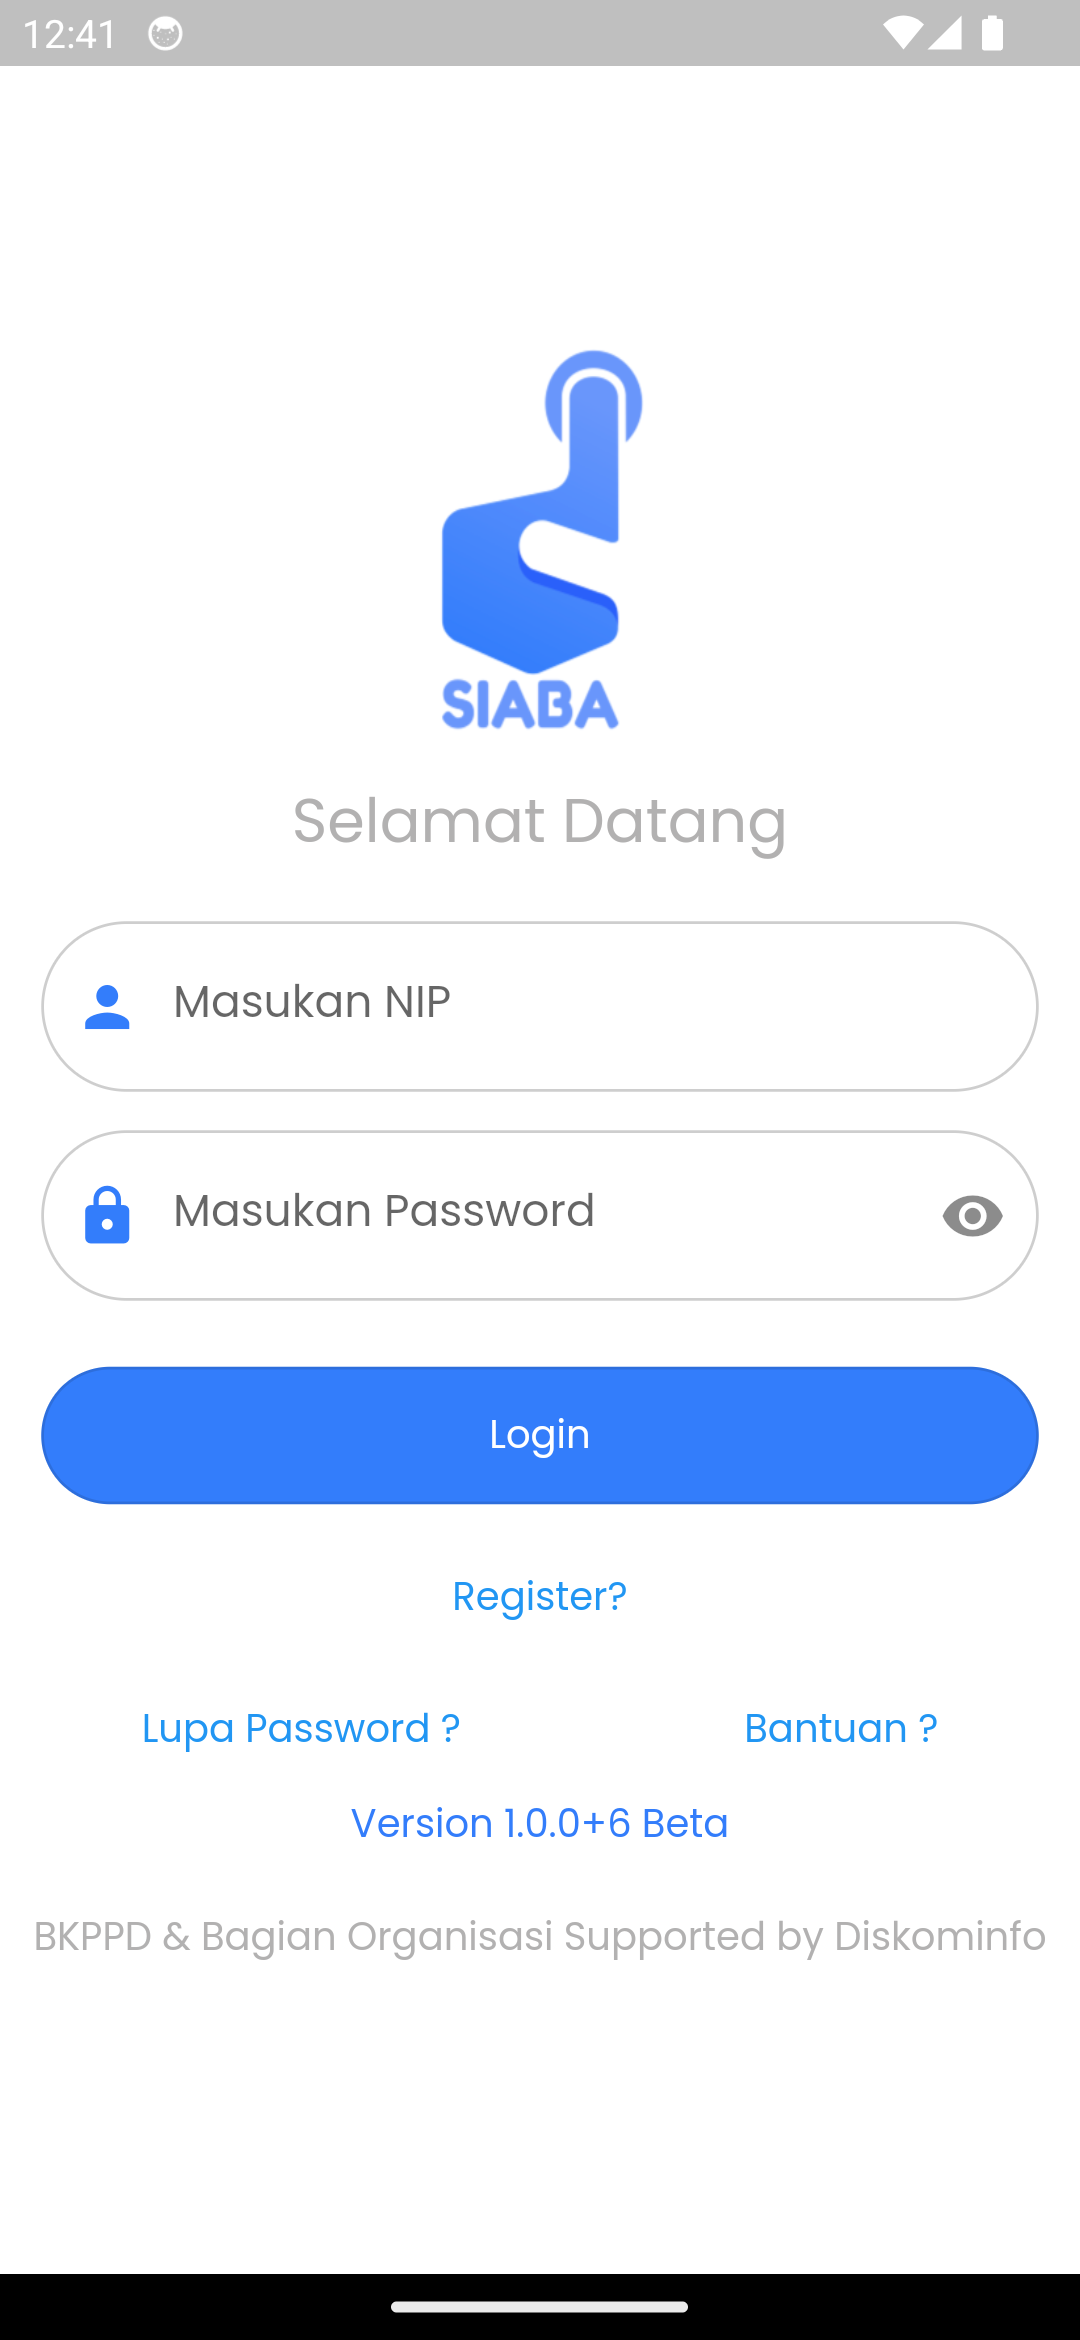 12:41
SIABA
Selamat Datang
Masukan NIP
Masukan Password
Login
Register?
Lupa Password ? Bantuan ?
Version 1.0.0+6 Beta
BKPPD & Bagian Organisasi Supported by Diskominfo